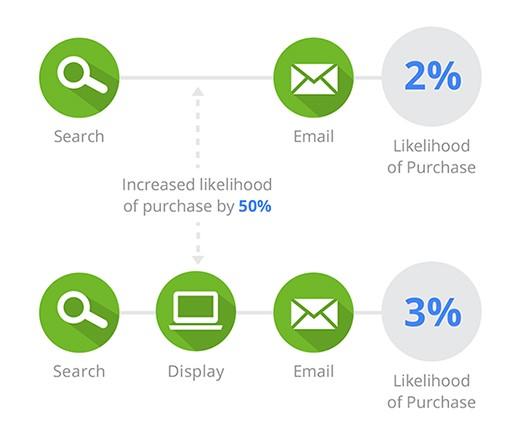 2%
Search
Email
Likelihood
of Purchase
Increased likelihood
of purchase by 50%
3%
Search
Display
Email
Likelihood
of Purchase